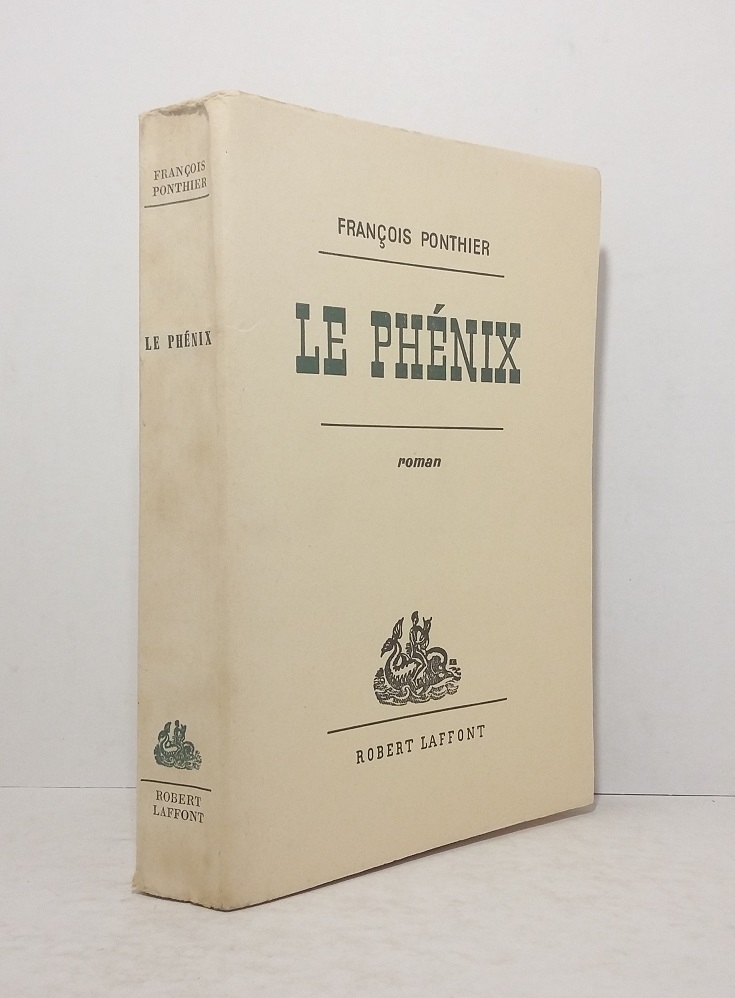 FRANÇOIS
PONTHIER
LE PHÉNIX
ROBERT
LAFFONT
FRANÇOIS PONTHIER
LE PHÉNIX
roman
ROBERT LAFFONT